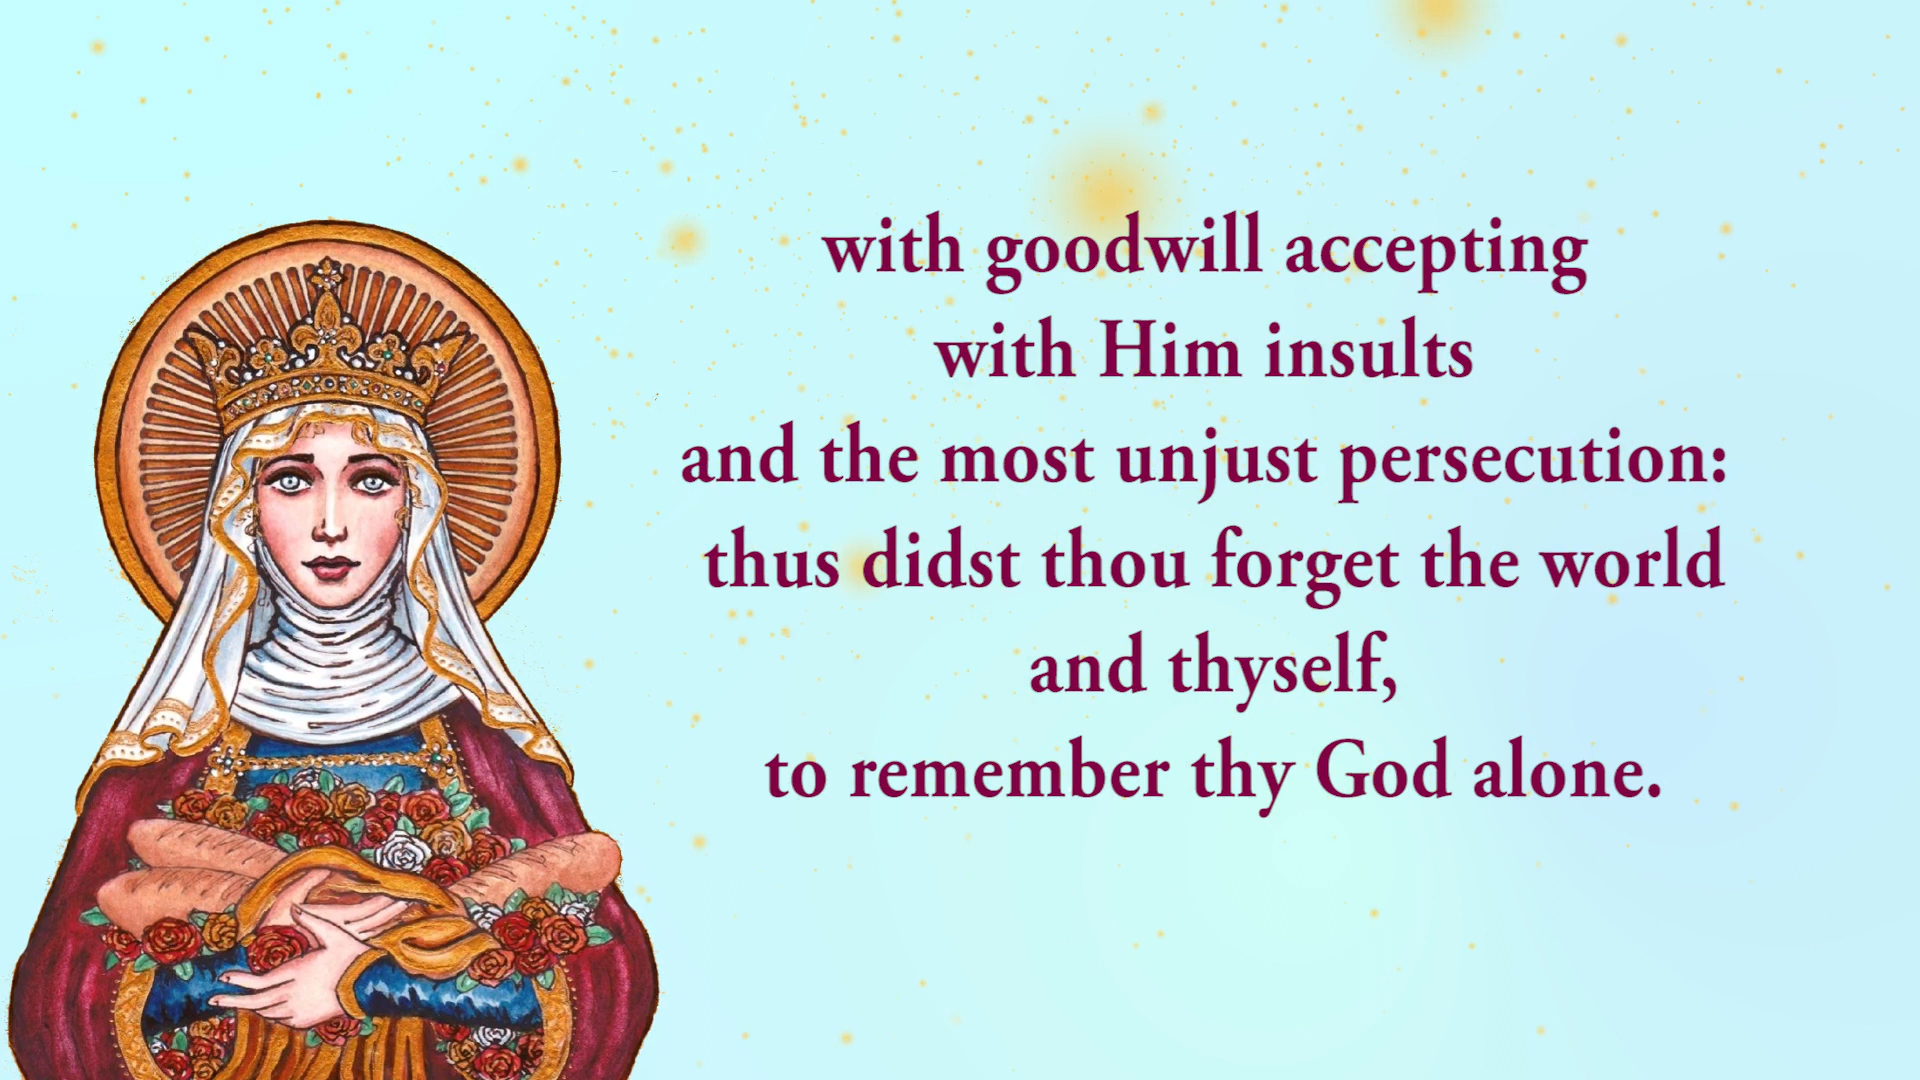 with goodwill accepting
with Him insults
and the most unjust persecution:
thus didst thou forget the world
and thyself,
to remember thy God alone.